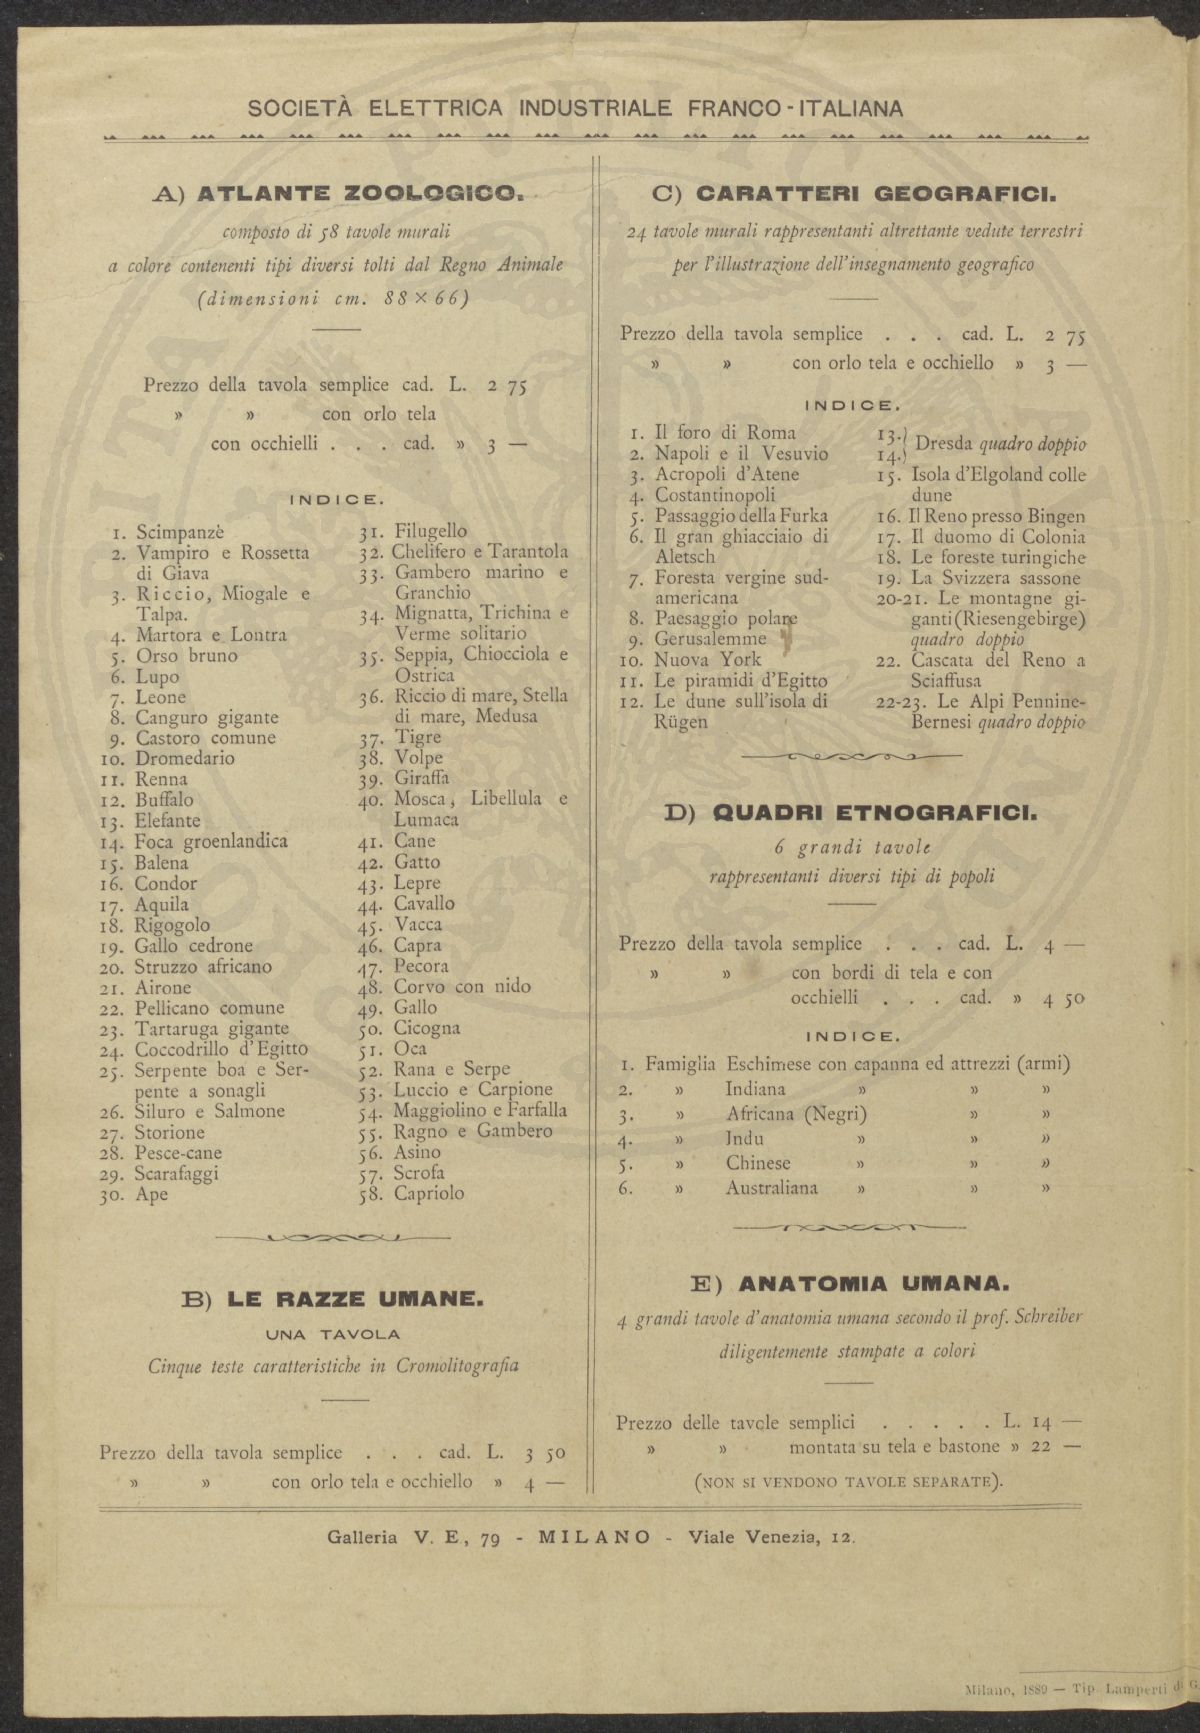 SOCIETÀ ELETTRICA INDUSTRIALE FRANCO-ITALIANA
A) ATLANTE ZOOLOGICO.
composto di 58 tavole murali
a colore contenenti tipi diversi tolti dal Regno Animale
(dimensioni cm. 88 × 66)
Prezzo della tavola semplice cad. L. 2 75
» » con orlo tela
con occhielli . . . cad. » 3 —
INDICE.
1. Scimpanzè
2. Vampiro e Rossetta
di Giava
3. Riccio, Miogale e
Talpa.
4. Martora e Lontra
5. Orso bruno
6. Lupo
7. Leone
8. Canguro gigante
9. Castoro comune
10. Dromedario
11. Renna
12. Buffalo
13. Elefante
14. Foca groenlandica
15. Balena
16. Condor
17. Aquila
18. Rigogolo
19. Gallo cedrone
20. Struzzo africano
21. Airone
22. Pellicano comune
23. Tartaruga gigante
24. Coccodrillo d'Egitto
25. Serpente boa e Ser-
pente a sonagli
26. Siluro e Salmone
27. Storione
28. Pesce-cane
29. Scarafaggi
30. Ape
31. Filugello
32. Chelifero e Tarantola
33. Gambero marino e
Granchio
34. Mignatta, Trichina e
Verme solitario
35. Seppia, Chiocciola e
Ostrica
36. Riccio di mare, Stella
di mare, Medusa
37. Tigre
38. Volpe
39. Giraffa
40. Mosca, Libellula e
Lumaca
41. Cane
42. Gatto
43. Lepre
44. Cavallo
45. Vacca
46. Capra
47. Pecora
48. Corvo con nido
49. Gallo
50. Cicogna
51. Oca
52. Rana e Serpe
53. Luccio e Carpione
54. Maggiolino e Farfalla
55. Ragno e Gambero
56. Asino
57. Scrofa
58. Capriolo
B) LE RAZZE UMANE.
UNA TAVOLA
Cinque teste caratteristiche in Cromolitografia
Prezzo della tavola semplice . . . cad. L. 3 50
» » con orlo tela e occhiello » 4 —
C) CARATTERI GEOGRAFICI.
24 tavole murali rappresentanti altrettante vedute terrestri
per l'illustrazione dell'insegnamento geografico
Prezzo della tavola semplice . . . cad. L. 2 75
» » con orlo tela e occhiello » 3 —
INDICE.
1. Il foro di Roma
2. Napoli e il Vesuvio
3. Acropoli d'Atene
4. Costantinopoli
5. Passaggio della Furka
6. Il gran ghiacciaio di
Aletsch
7. Foresta vergine sud-
americana
8. Paesaggio polare
9. Gerusalemme
10. Nuova York
11. Le piramidi d'Egitto
12. Le dune sull'isola di
Rügen
13.)
14.) Dresda quadro doppio
15. Isola d'Elgoland colle
dune
16. Il Reno presso Bingen
17. Il duomo di Colonia
18. Le foreste turingiche
19. La Svizzera sassone
20-21. Le montagne gi-
ganti (Riesengebirge)
quadro doppio
22. Cascata del Reno a
Sciaffusa
22-23. Le Alpi Pennine-
Bernesi quadro doppio
D) QUADRI ETNOGRAFICI.
6 grandi tavole
rappresentanti diversi tipi di popoli
Prezzo della tavola semplice . . . cad. L. 4 —
» » con bordi di tela e con
occhielli . . . cad. » 4 50
INDICE.
1. Famiglia Eschimese con capanna ed attrezzi (armi)
2. » Indiana » » »
3. » Africana (Negri) » »
4. » Indu » » »
5. » Chinese » » »
6. » Australiana » » »
E) ANATOMIA UMANA.
4 grandi tavole d'anatomia umana secondo il prof. Schreiber
diligentemente stampate a colori
Prezzo delle tavole semplici . . . . . L. 14 —
» » montata su tela e bastone » 22 —
(NON SI VENDONO TAVOLE SEPARATE).
Galleria V. E, 79 - MILANO - Viale Venezia, 12.
Milano, 1889 — Tip. Lamperti di G.